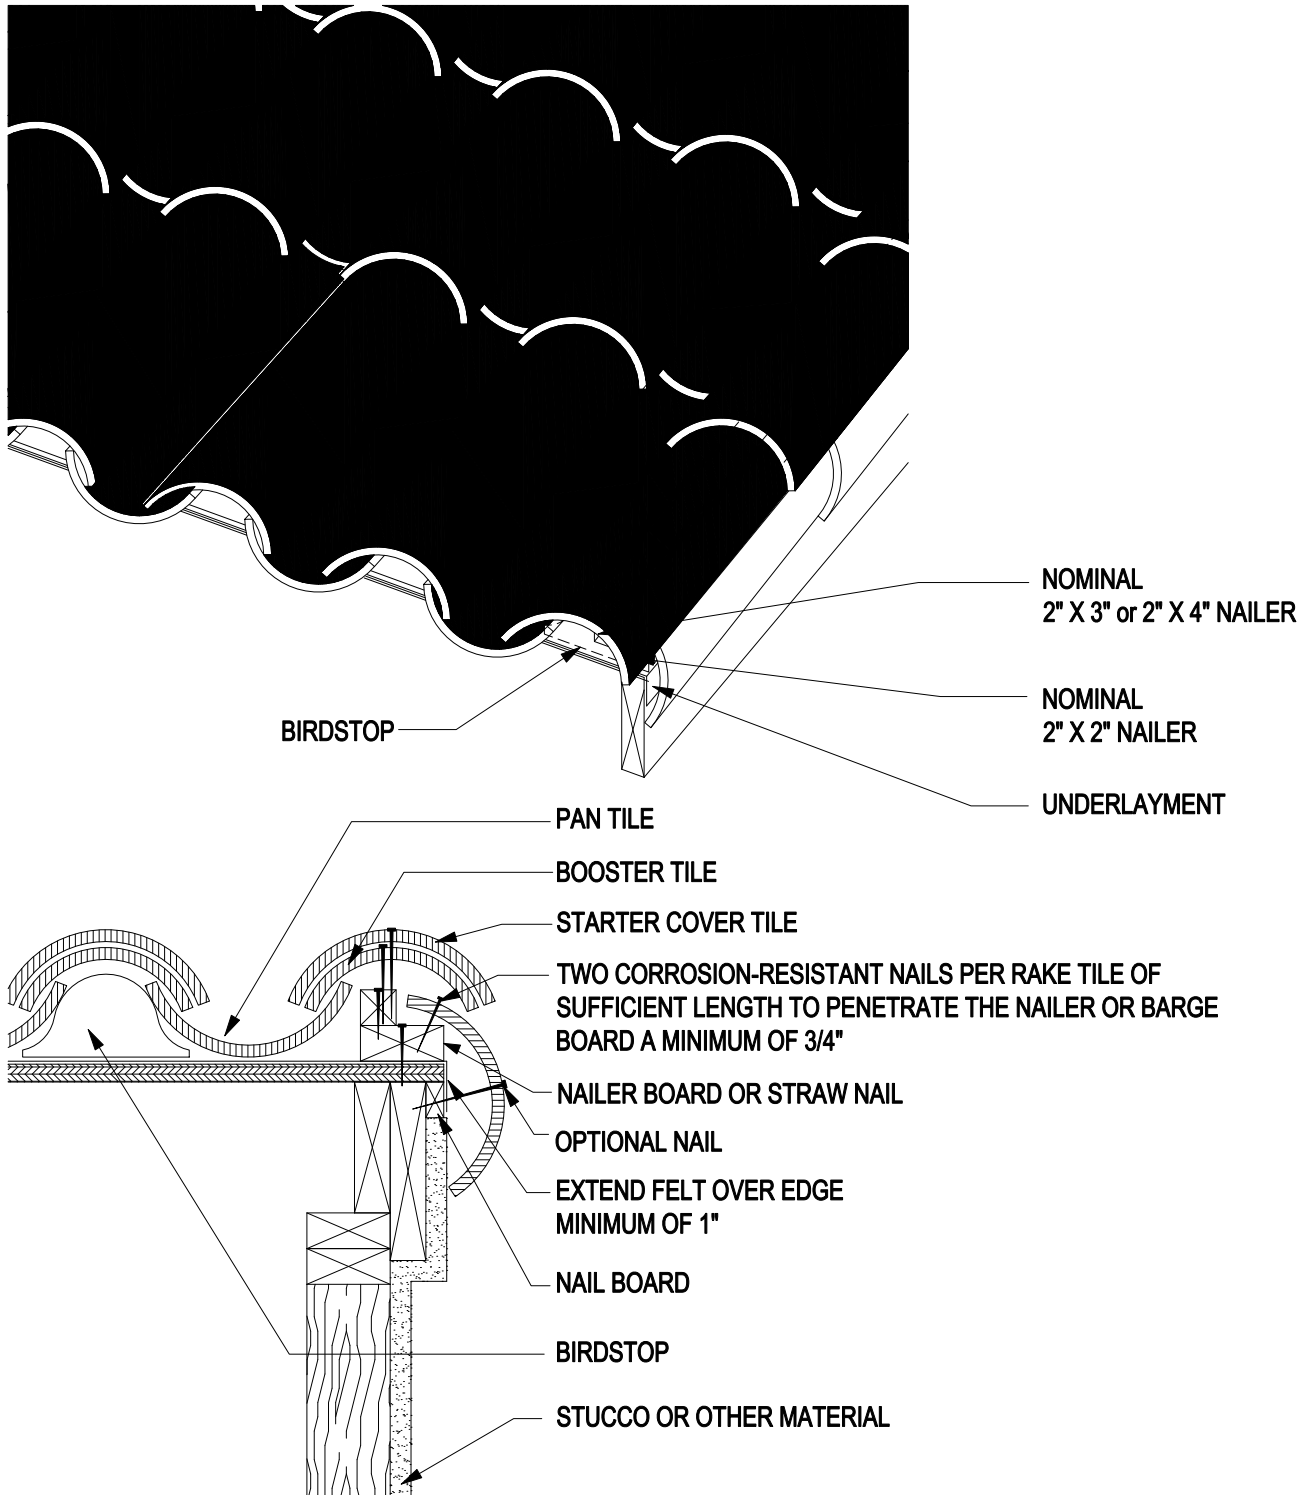 NOMINAL
2" X 3" or 2" X 4" NAILER
NOMINAL
2" X 2" NAILER
BIRDSTOP
UNDERLAYMENT
PAN TILE
BOOSTER TILE
STARTER COVER TILE
TWO CORROSION-RESISTANT NAILS PER RAKE TILE OF
SUFFICIENT LENGTH TO PENETRATE THE NAILER OR BARGE
BOARD A MINIMUM OF 3/4"
NAILER BOARD OR STRAW NAIL
OPTIONAL NAIL
EXTEND FELT OVER EDGE
MINIMUM OF 1"
NAIL BOARD
BIRDSTOP
STUCCO OR OTHER MATERIAL